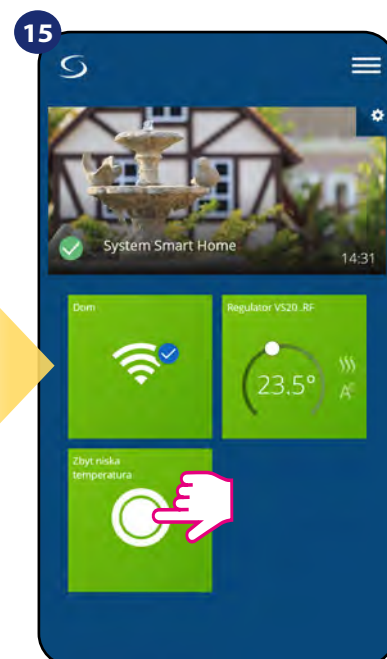 15
System Smart Home
14:31
Dom
Regulator VS20..RF
23.5°
Zbyt niska
temperatura